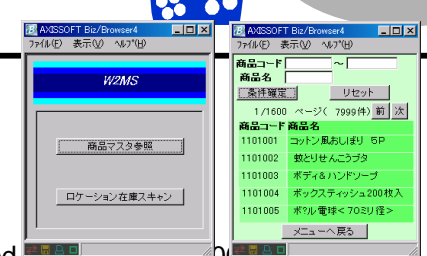 AXISSOFT Biz/Browser4
ファイル(F) 表示(V) ヘルプ(H)
W2MS
商品マスタ参照
ロケーション在庫スキャン
AXISSOFT Biz/Browser4
ファイル(F) 表示(V) ヘルプ(H)
商品コード ～
商品名
条件確定 リセット
1/1600 ページ( 7999件) 前 次
商品コード 商品名
1101001 コットン風おしぼり 5P
1101002 蚊とりせんこうブタ
1101003 ボディ&ハンドソープ
1101004 ボックスティッシュ200枚入
1101005 ボール電球<70ミリ径>
メニューへ戻る